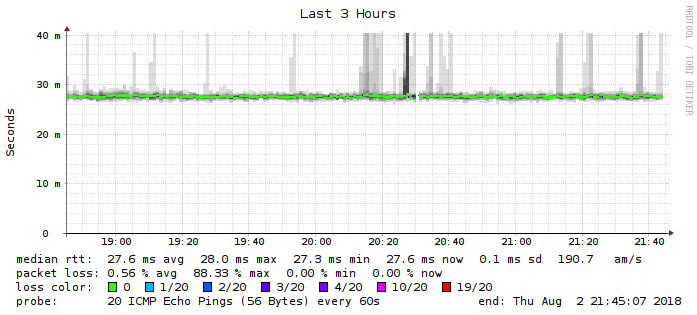 Last 3 Hours
RRDTOOL / TOBI OETIKER
Seconds
40 m
30 m
20 m
10 m
0
19:00 19:20 19:40 20:00 20:20 20:40 21:00 21:20 21:40
median rtt: 27.6 ms avg 28.0 ms max 27.3 ms min 27.6 ms now 0.1 ms sd 190.7 am/s
packet loss: 0.56 % avg 88.33 % max 0.00 % min 0.00 % now
loss color: 0 1/20 2/20 3/20 4/20 10/20 19/20
probe: 20 ICMP Echo Pings (56 Bytes) every 60s end: Thu Aug 2 21:45:07 2018